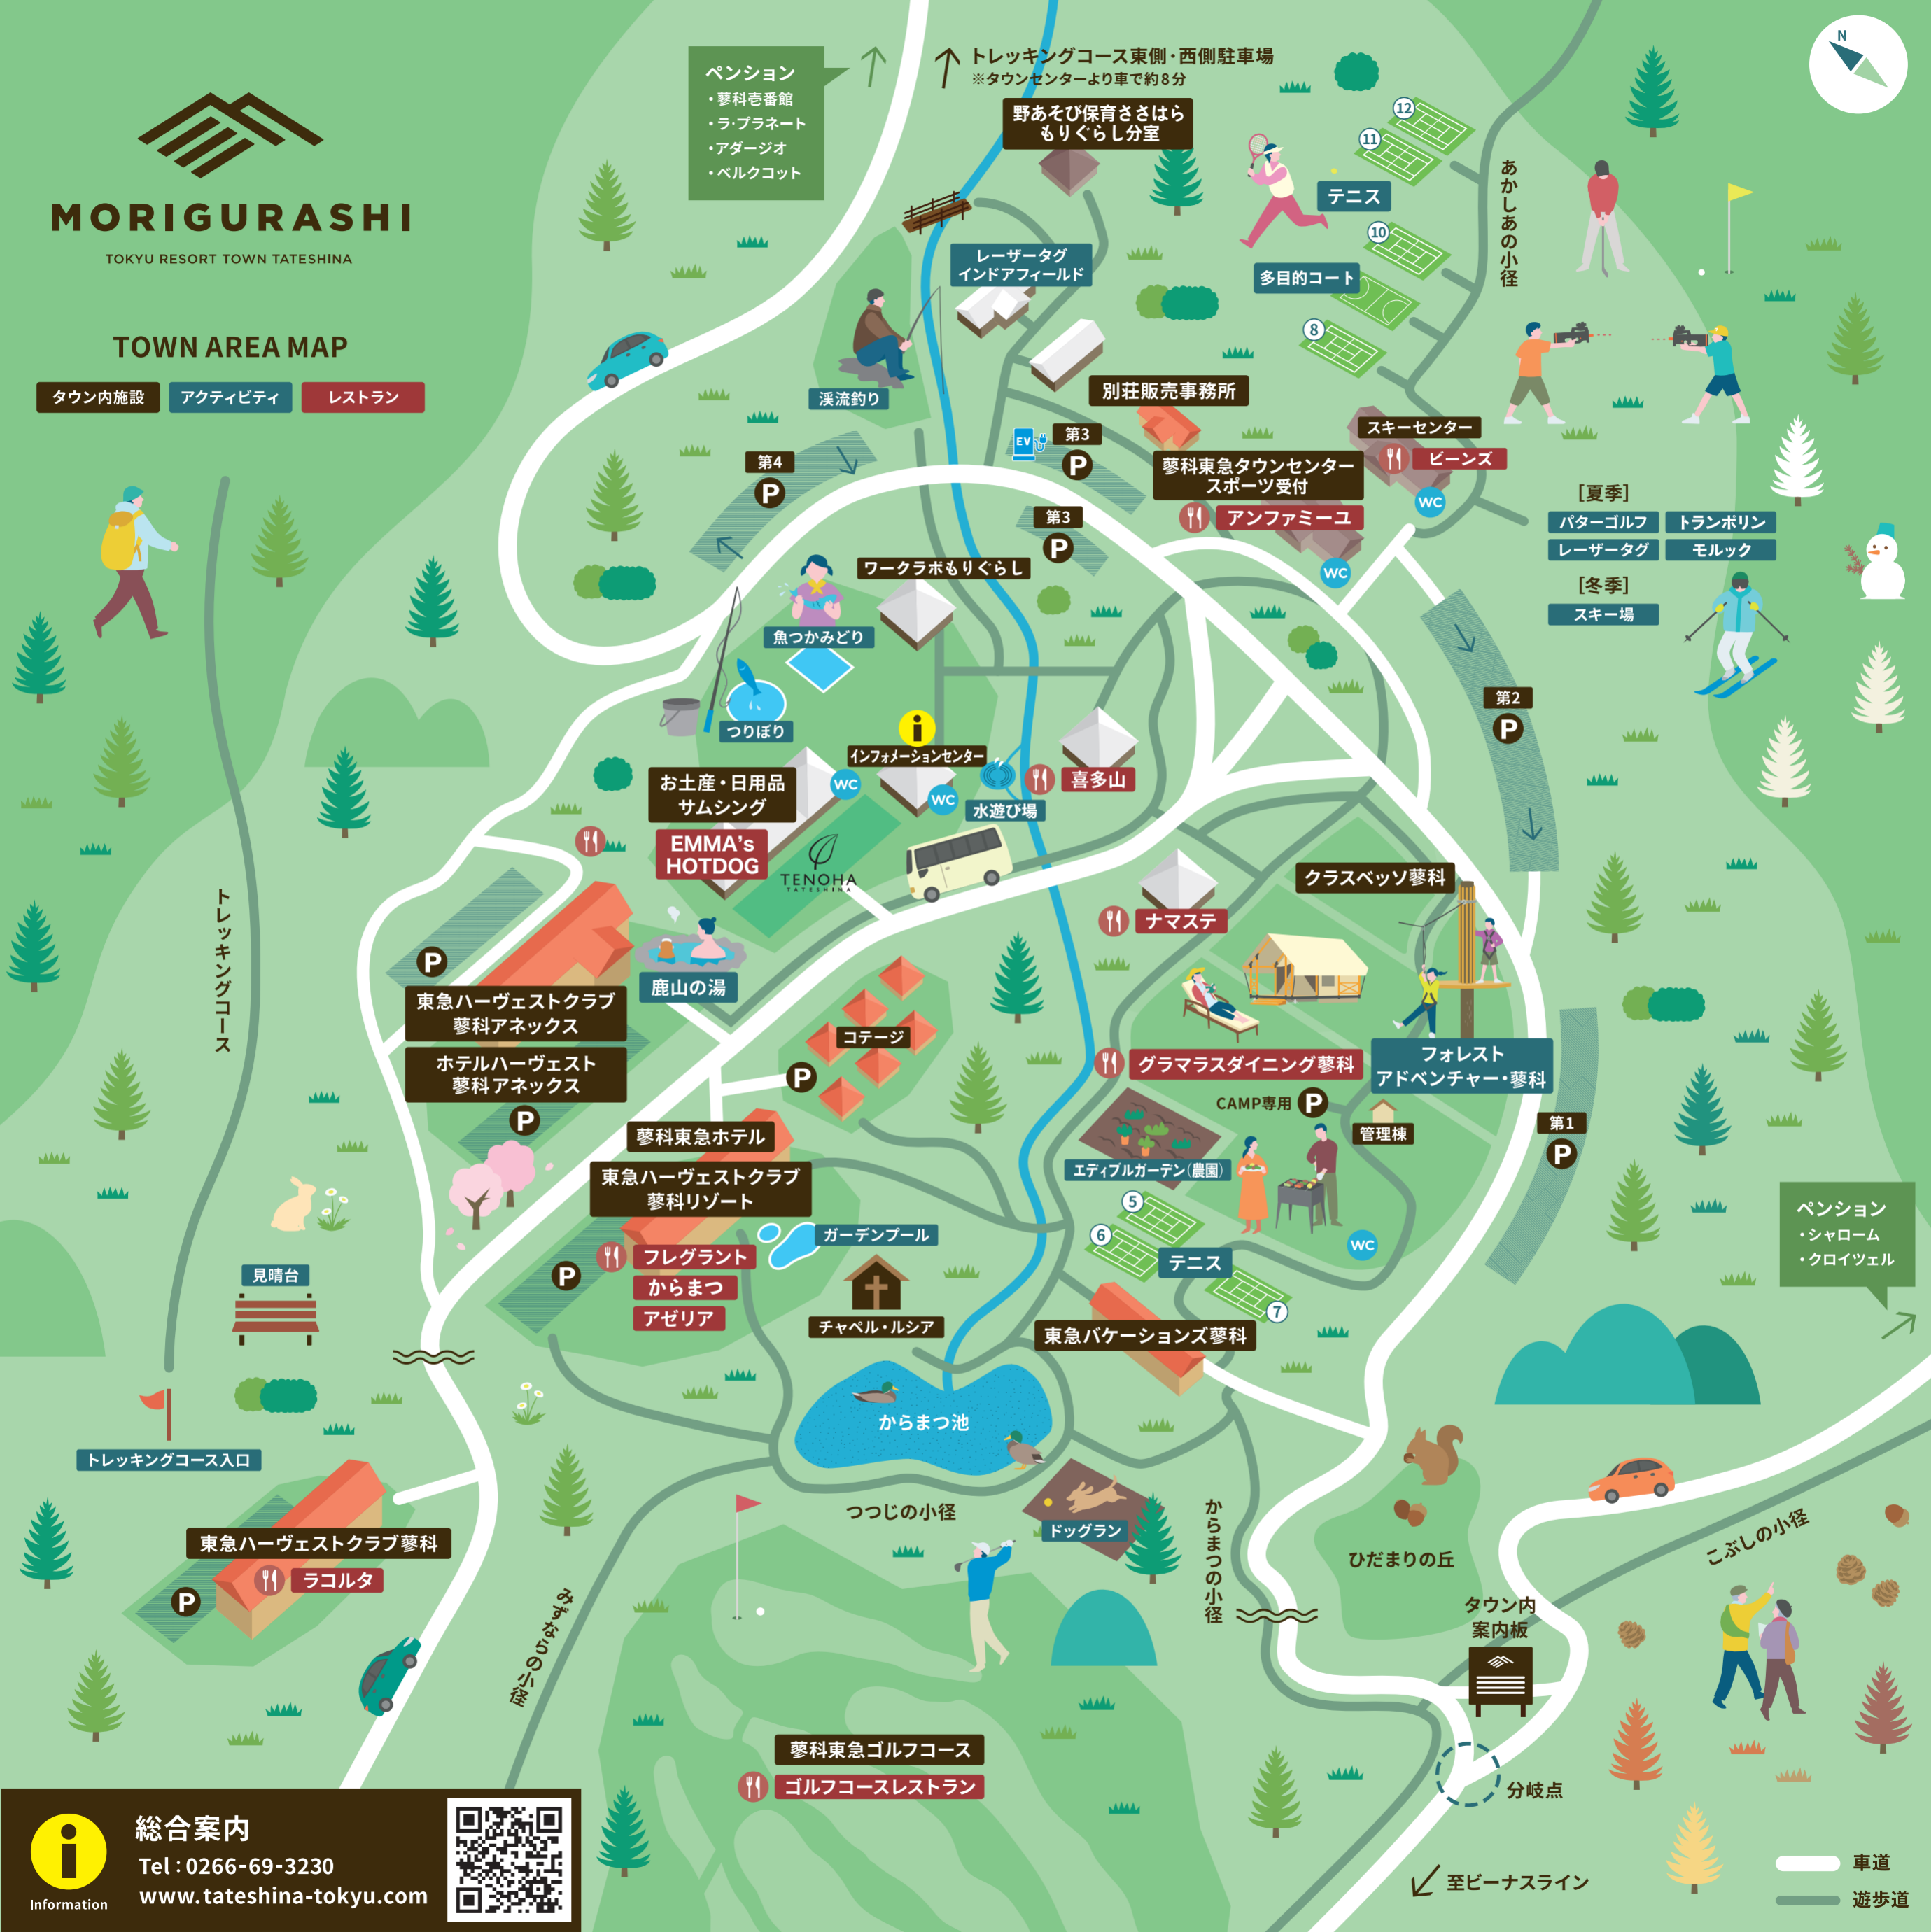 MORIGURASHI
TOKYU RESORT TOWN TATESHINA
TOWN AREA MAP
タウン内施設
アクティビティ
レストラン
ペンション
・蓼科壱番館
・ラ・プラネート
・アダージオ
・ベルクコット
トレッキングコース東側・西側駐車場
※タウンセンターより車で約8分
野あそび保育ささはら
もりぐらし分室
N
12
11
テニス
10
多目的コート
8
あかしあの小径
レーザータグ
インドアフィールド
渓流釣り
別荘販売事務所
EV
第3
P
第4
P
第3
P
スキーセンター
ビーンズ
WC
蓼科東急タウンセンター
スポーツ受付
アンファミーユ
WC
［夏季］
パターゴルフ
トランポリン
レーザータグ
モルック
［冬季］
スキー場
ワークラボもりぐらし
魚つかみどり
つりぼり
第2
P
i
インフォメーションセンター
WC
お土産・日用品
サムシング
WC
水遊び場
喜多山
EMMA's
HOTDOG
TENOHA
TATESHINA
トレッキングコース
クラスベッソ蓼科
ナマステ
P
東急ハーヴェストクラブ
蓼科アネックス
鹿山の湯
ホテルハーヴェスト
蓼科 アネックス
P
コテージ
P
グラマラスダイニング蓼科
フォレスト
アドベンチャー・蓼科
CAMP専用
P
管理棟
第1
P
蓼科東急ホテル
東急ハーヴェストクラブ
蓼科リゾート
エディブルガーデン（農園）
5
6
テニス
7
WC
ペンション
・シャローム
・クロイツェル
ガーデンプール
P
フレグラント
からまつ
アゼリア
チャペル・ルシア
東急バケーションズ蓼科
見晴台
トレッキングコース入口
からまつ池
つつじの小径
ドッグラン
からまつの小径
ひだまりの丘
こぶしの小径
東急ハーヴェストクラブ蓼科
ラコルタ
P
みずならの小径
タウン内
案内板
蓼科東急ゴルフコース
ゴルフコースレストラン
分岐点
至ビーナスライン
車道
遊歩道
i
Information
総合案内
Tel：0266-69-3230
www.tateshina-tokyu.com